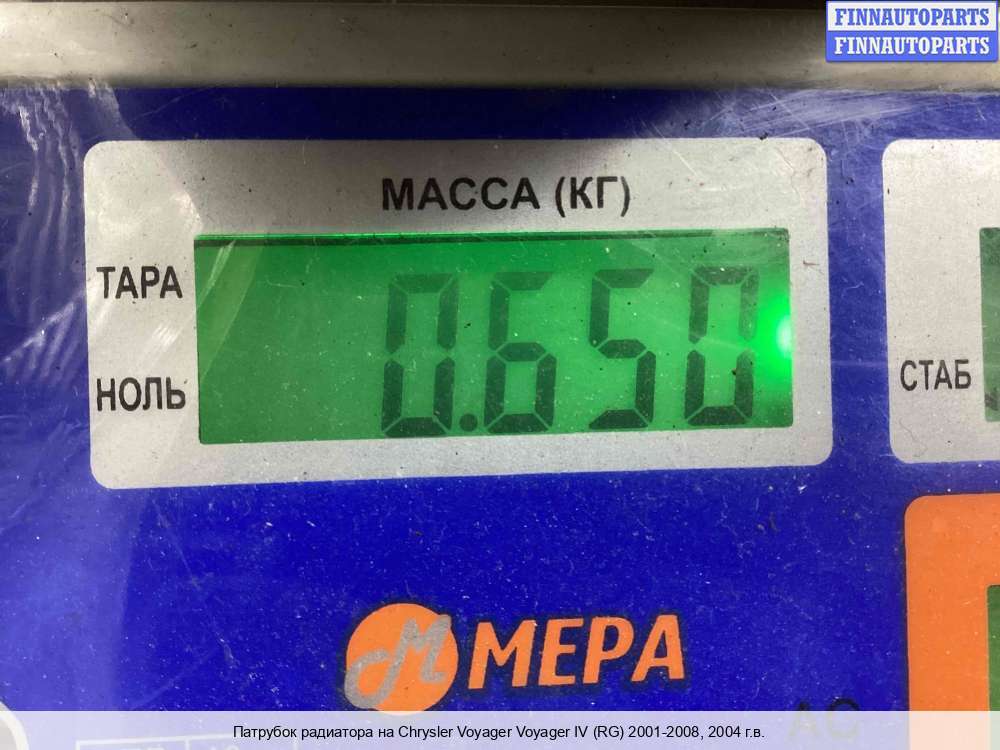 FINNAUTOPARTS
FINNAUTOPARTS
МАССА (КГ)
ТАРА
0.650
НОЛЬ
СТАБ
МЕРА
AC
Патрубок радиатора на Chrysler Voyager Voyager IV (RG) 2001-2008, 2004 г.в.